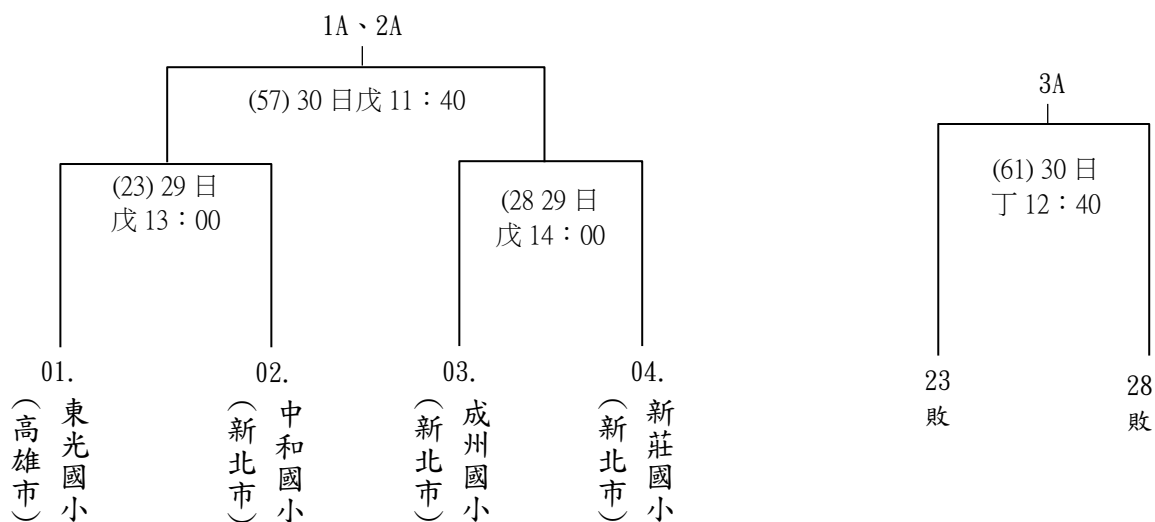 1A、2A
(57) 30 日戊 11：40
3A
(23) 29 日
戊 13：00
(28 29 日
戊 14：00
(61) 30 日
丁 12：40
01.
東光國小
（高雄市）
02.
中和國小
（新北市）
03.
成州國小
（新北市）
04.
新莊國小
（新北市）
23
敗
28
敗